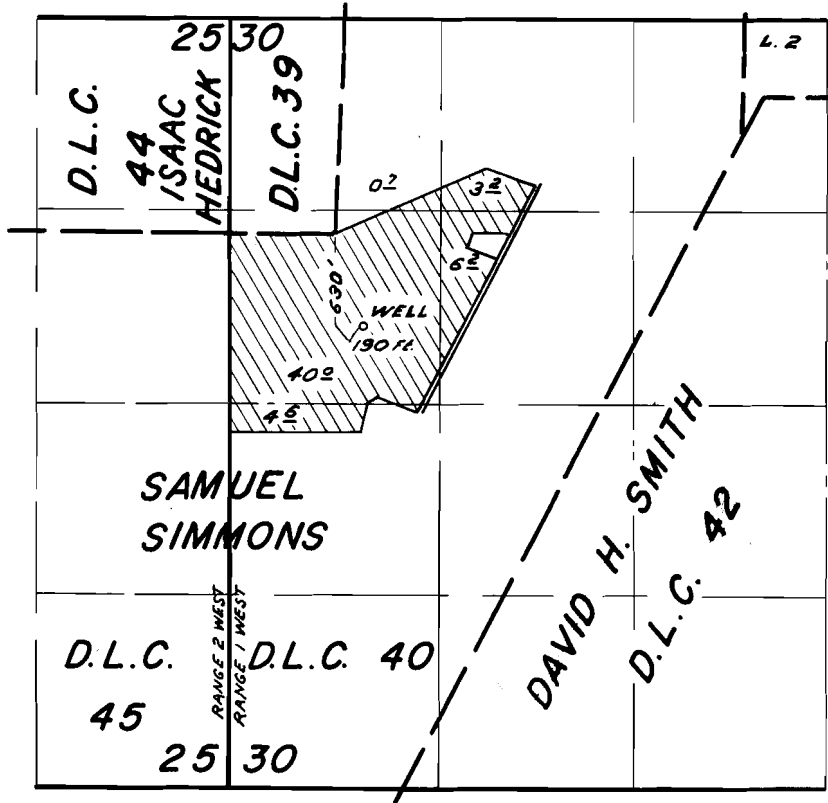 25 30
L. 2
D.L.C.
44
ISAAC
HEDRICK
D.L.C. 39
0.7
3.2
6.2
630'
WELL
190 Ft.
40.0
4.6
SAMUEL
SIMMONS
DAVID H. SMITH
D.L.C. 42
RANGE 2 WEST
RANGE 1 WEST
D.L.C.
45
D.L.C. 40
25 30